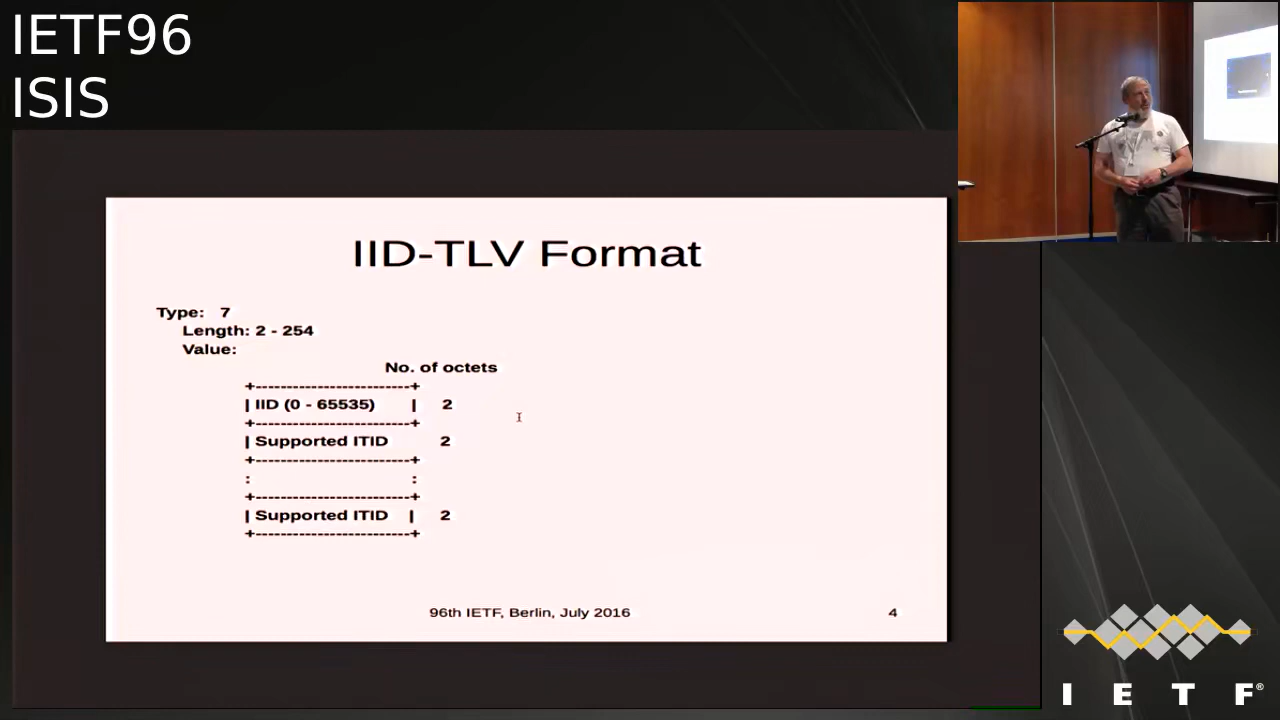 IETF96
ISIS
IID-TLV Format
Type: 7
Length: 2 - 254
Value:
No. of octets
+--------------------------+
| IID (0 - 65535) | 2
+--------------------------+
| Supported ITID 2
+--------------------------+
: :
+--------------------------+
| Supported ITID | 2
+--------------------------+
96th IETF, Berlin, July 2016 4
I E T F®